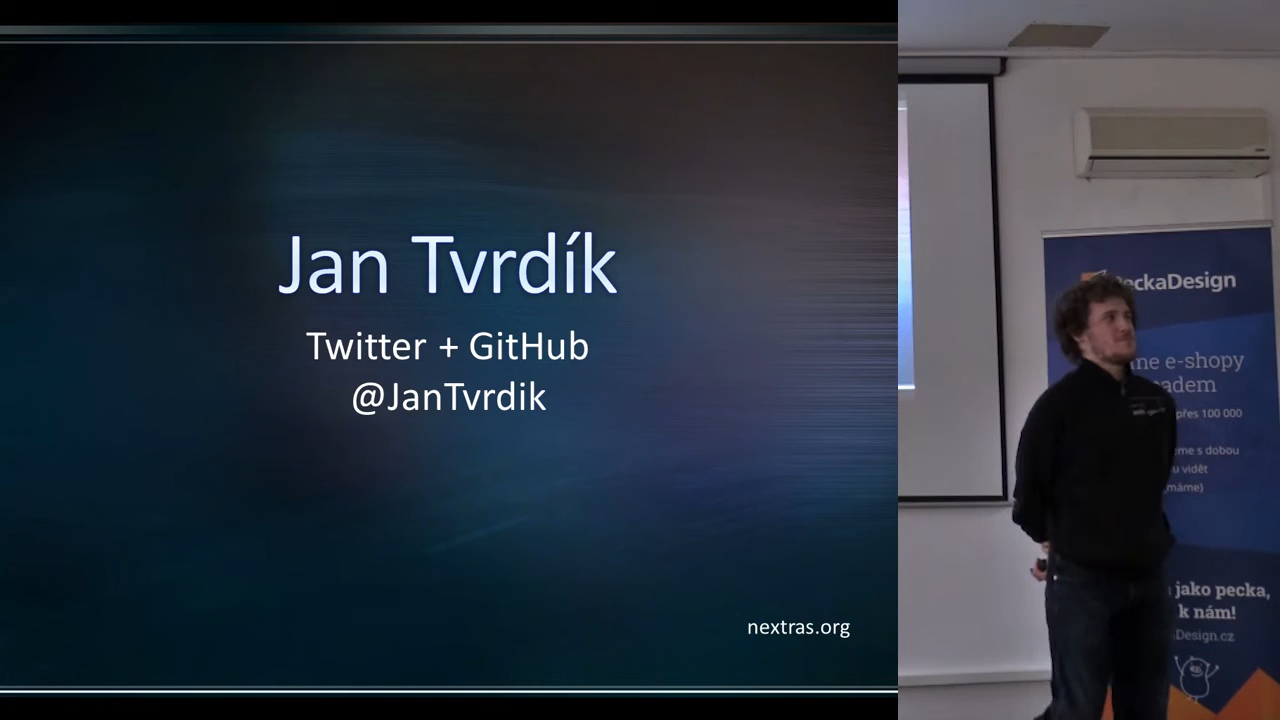 Jan Tvrdík
Twitter + GitHub
@JanTvrdik
nextras.org
PeckaDesign
e-shopy
přes 100 000
s dobou
vidět
jako pecka,
k nám!
Design.cz